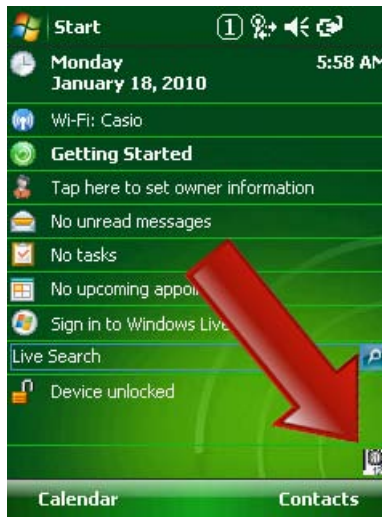 Start
1
Monday 5:58 AM
January 18, 2010
Wi-Fi: Casio
Getting Started
Tap here to set owner information
No unread messages
No tasks
No upcoming
Sign in to Windows Live
Live Search
Device unlocked
Calendar Contacts